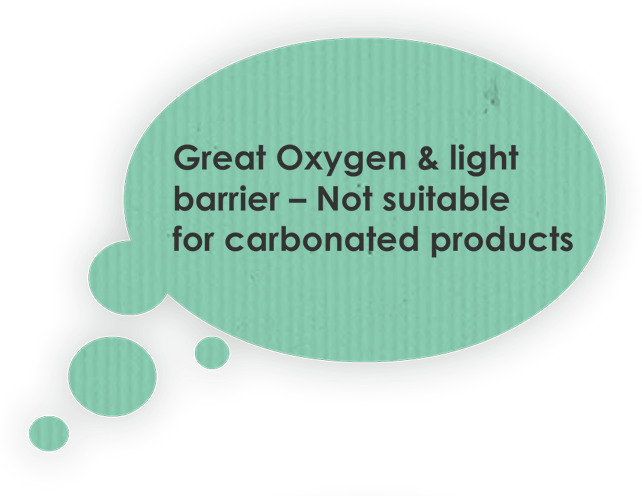 Great Oxygen & light
barrier – Not suitable
for carbonated products